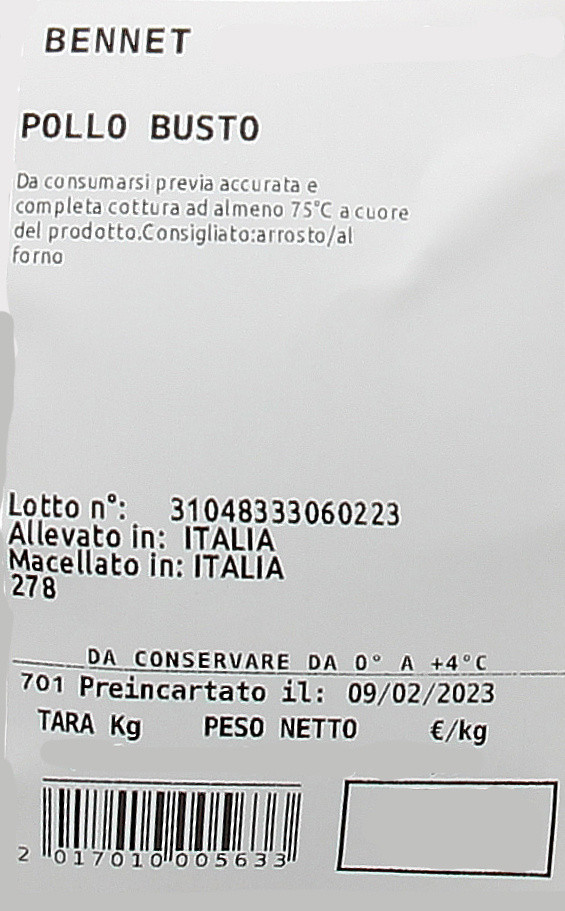 BENNET
POLLO BUSTO
Da consumarsi previa accurata e
completa cottura ad almeno 75°C a cuore
del prodotto.Consigliato:arrosto/al
forno
Lotto n°: 31048333060223
Allevato in: ITALIA
Macellato in: ITALIA
278
DA CONSERVARE DA 0° A +4°C
701 Preincartato il: 09/02/2023
TARA Kg PESO NETTO €/kg
2 017010 005633